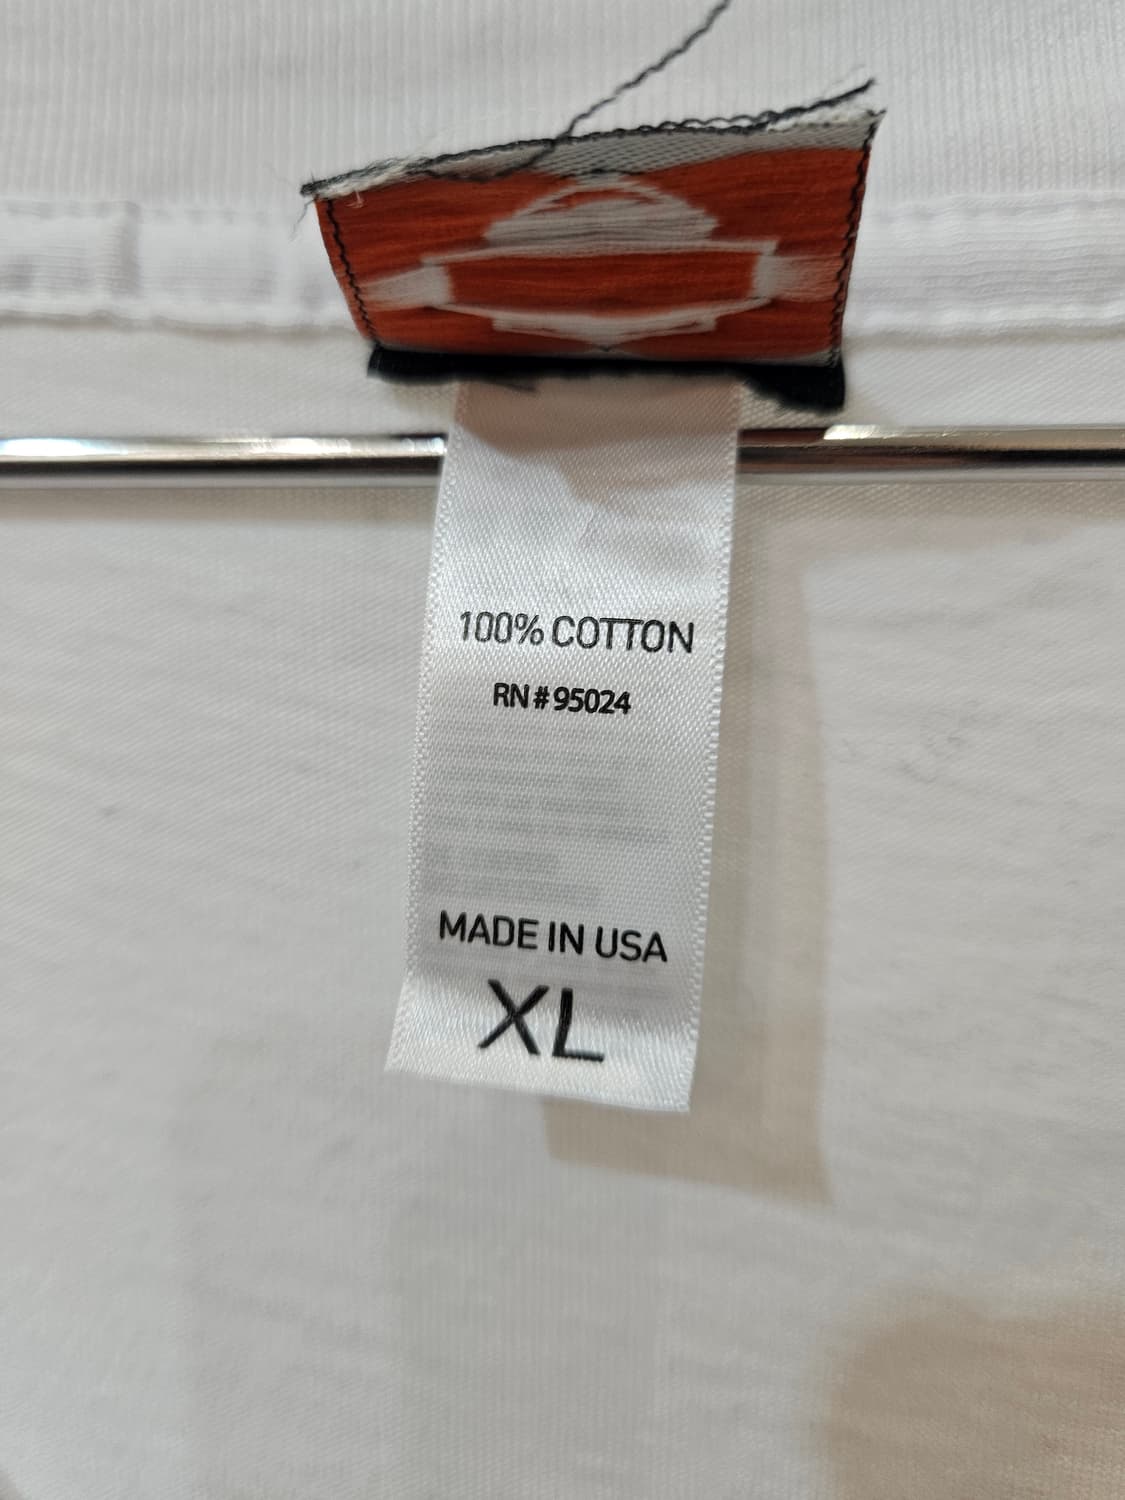 100% COTTON
RN#95024
MADE IN USA
XL